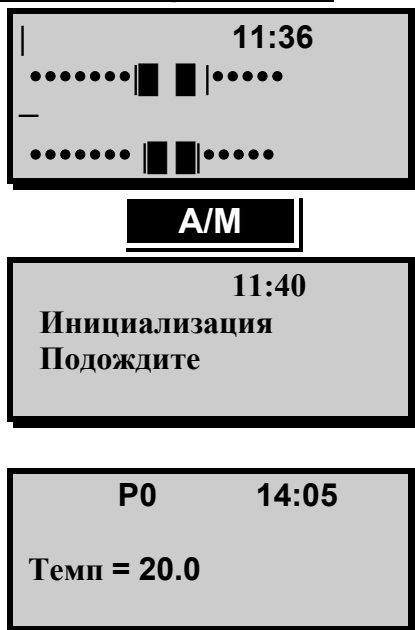 | 11:36
•••••••|█ █|•••••
–
••••••• |█ █|•••••
A/M
11:40
Инициализация
Подождите
P0 14:05
Темп = 20.0